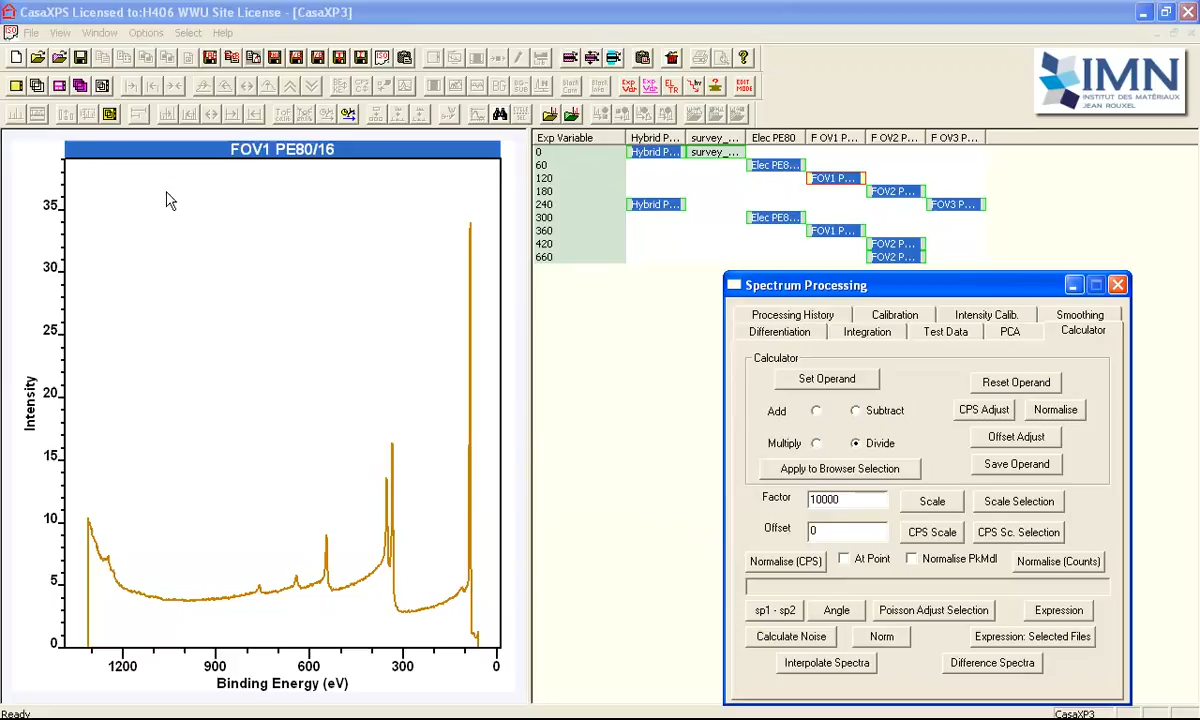 CasaXPS Licensed to:H406 WWU Site License - [CasaXP3]
File View Window Options Select Help
IMN
INSTITUT DES MATÉRIAUX
JEAN ROUXEL
FOV1 PE80/16
Intensity
35
30
25
20
15
10
5
0
1200 900 600 300 0
Binding Energy (eV)
Exp Variable Hybrid P... survey_... Elec PE80 F OV1 P... F OV2 P... F OV3 P...
0 Hybrid P... survey_...
60 Elec PE8...
120 FOV1 P...
180 FOV2 P...
240 Hybrid P... FOV3 P...
300 Elec PE8...
360 FOV1 P...
420 FOV2 P...
660 FOV2 P...
Spectrum Processing
Processing History Calibration Intensity Calib. Smoothing
Differentiation Integration Test Data PCA Calculator
Calculator
Set Operand Reset Operand
Add Subtract CPS Adjust Normalise
Multiply Divide Offset Adjust
Apply to Browser Selection Save Operand
Factor 10000 Scale Scale Selection
Offset 0 CPS Scale CPS Sc. Selection
Normalise (CPS) At Point Normalise PkMdl Normalise (Counts)
sp1 - sp2 Angle Poisson Adjust Selection Expression
Calculate Noise Norm Expression: Selected Files
Interpolate Spectra Difference Spectra
Ready CasaXP3